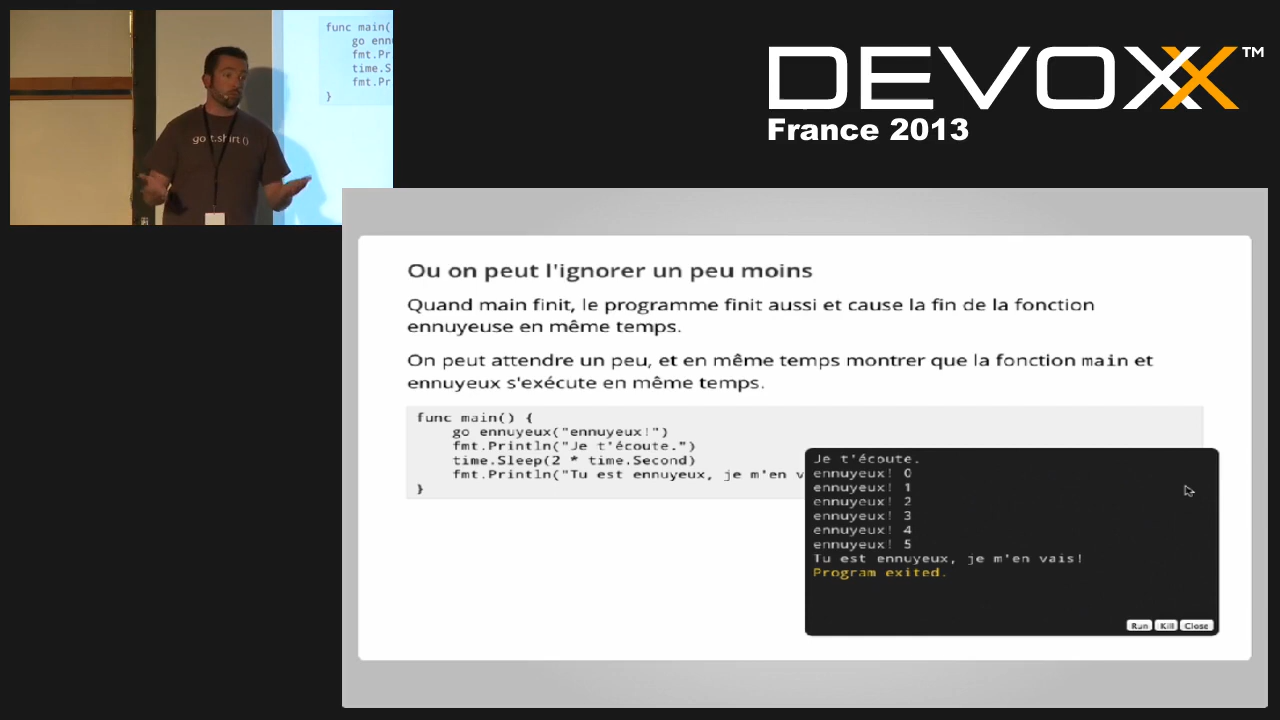 func main(
go enn
fmt.Pr
time.S
fmt.Pr
}
go t.shirt()
DEVOXX™
France 2013
Ou on peut l'ignorer un peu moins
Quand main finit, le programme finit aussi et cause la fin de la fonction
ennuyeuse en même temps.
On peut attendre un peu, et en même temps montrer que la fonction main et
ennuyeux s'exécute en même temps.
func main() {
go ennuyeux("ennuyeux!")
fmt.Println("Je t'écoute.")
time.Sleep(2 * time.Second)
fmt.Println("Tu est ennuyeux, je m'en v
}
Je t'écoute.
ennuyeux! 0
ennuyeux! 1
ennuyeux! 2
ennuyeux! 3
ennuyeux! 4
ennuyeux! 5
Tu est ennuyeux, je m'en vais!
Program exited.
Run Kill Close